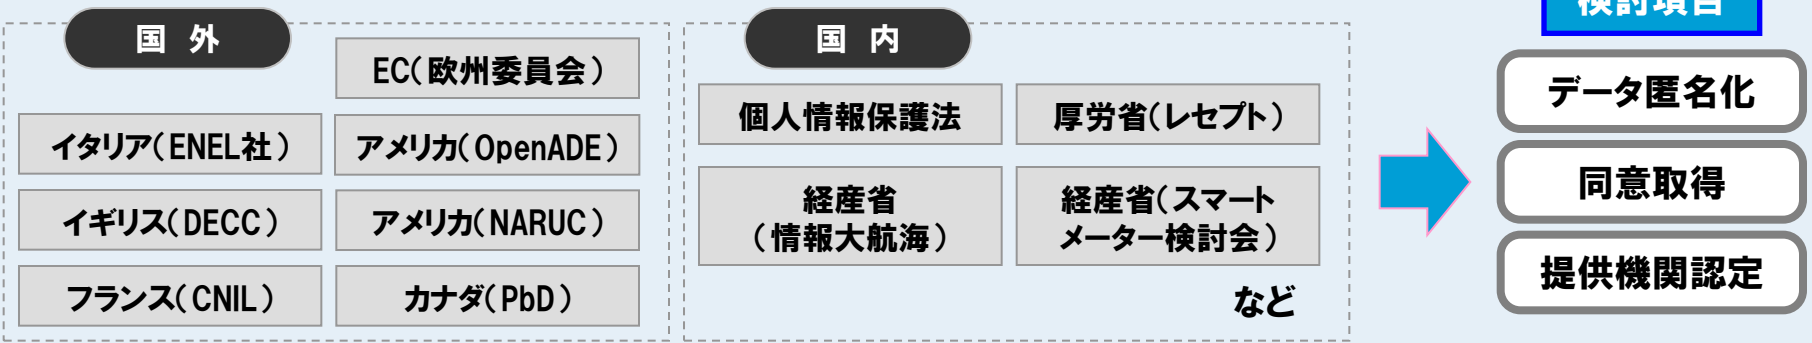 国 外
EC(欧州委員会)
イタリア(ENEL社)
アメリカ(OpenADE)
イギリス(DECC)
アメリカ(NARUC)
フランス(CNIL)
カナダ(PbD)
国 内
個人情報保護法
厚労省(レセプト)
経産省
(情報大航海)
経産省(スマート
メーター検討会)
など
検討項目
データ匿名化
同意取得
提供機関認定